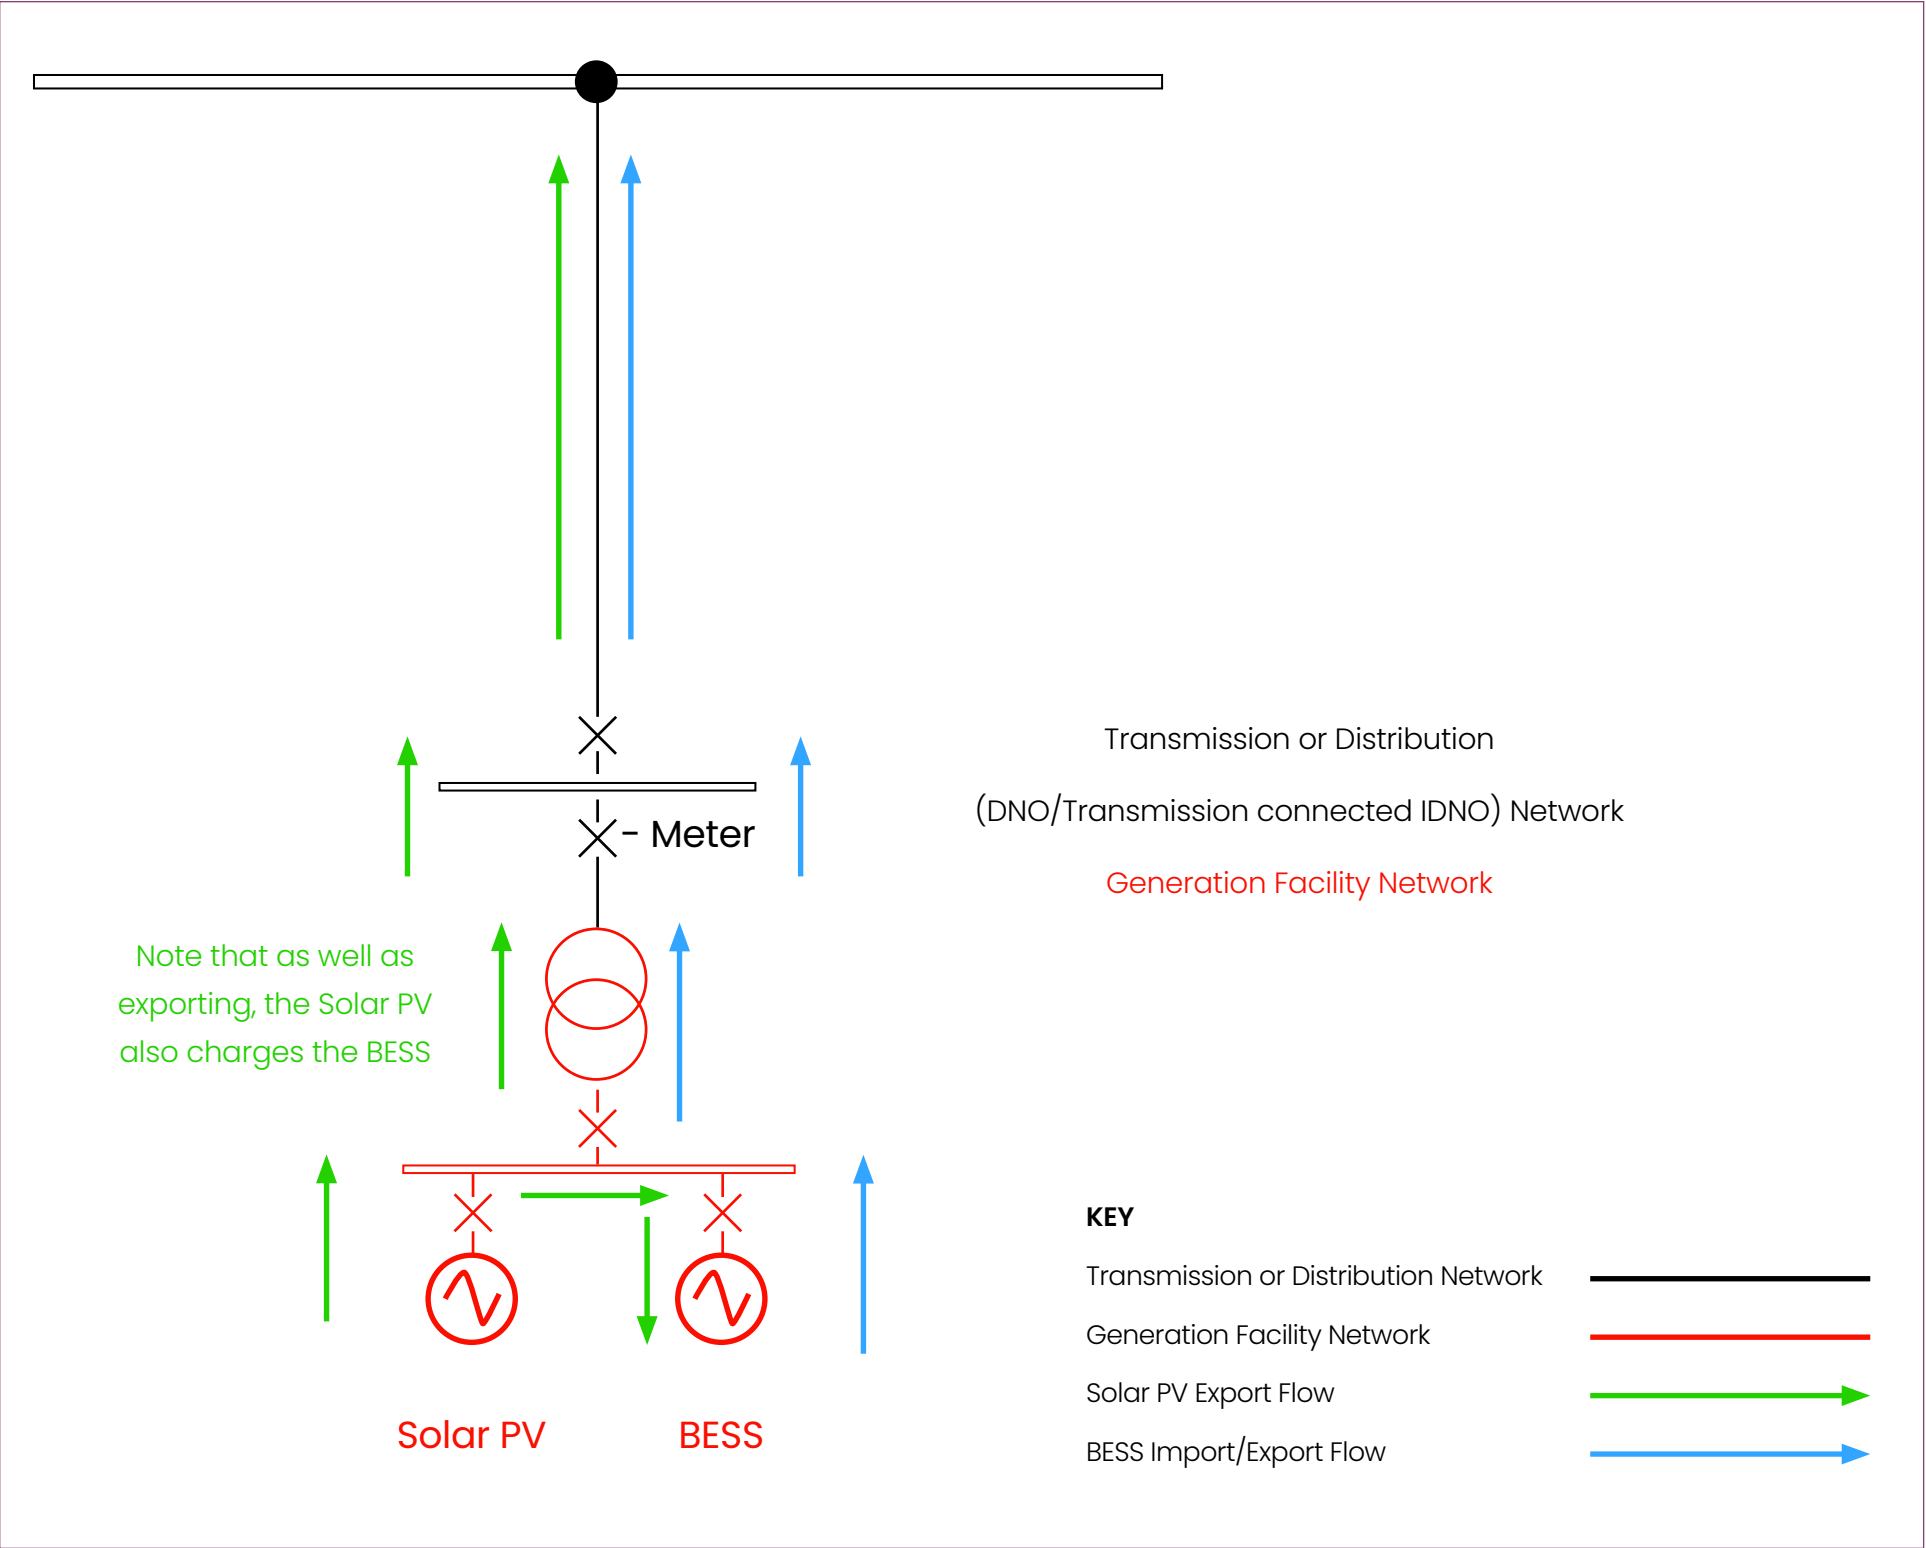 - Meter
Transmission or Distribution
(DNO/Transmission connected IDNO) Network
Generation Facility Network
Note that as well as
exporting, the Solar PV
also charges the BESS
Solar PV
BESS
KEY
Transmission or Distribution Network
Generation Facility Network
Solar PV Export Flow
BESS Import/Export Flow